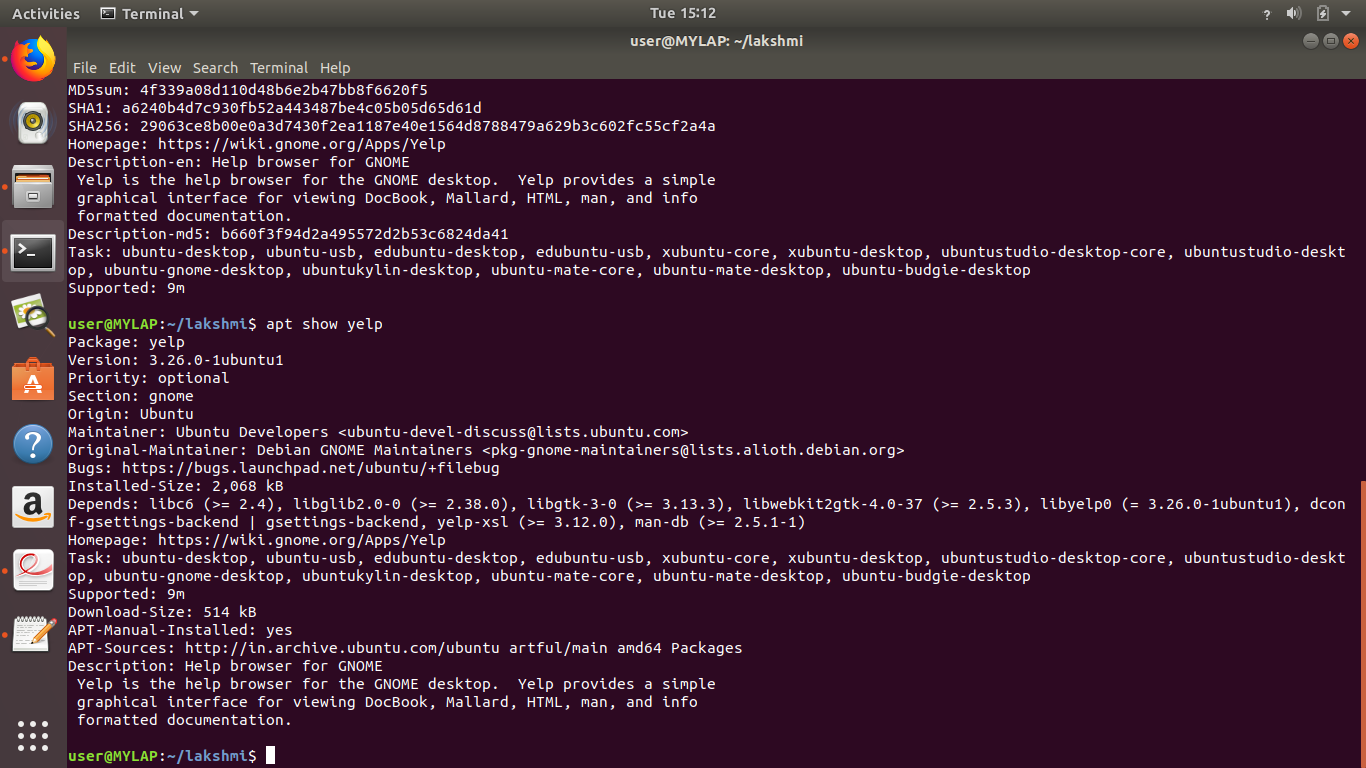 Activities Terminal Tue 15:12
user@MYLAP: ~/lakshmi
File Edit View Search Terminal Help
MD5sum: 4f339a08d110d48b6e2b47bb8f6620f5
SHA1: a6240b4d7c930fb52a443487be4c05b05d65d61d
SHA256: 29063ce8b00e0a3d7430f2ea1187e40e1564d8788479a629b3c602fc55cf2a4a
Homepage: https://wiki.gnome.org/Apps/Yelp
Description-en: Help browser for GNOME
 Yelp is the help browser for the GNOME desktop.  Yelp provides a simple
 graphical interface for viewing DocBook, Mallard, HTML, man, and info
 formatted documentation.
Description-md5: b660f3f94d2a495572d2b53c6824da41
Task: ubuntu-desktop, ubuntu-usb, edubuntu-desktop, edubuntu-usb, xubuntu-core, xubuntu-desktop, ubuntustudio-desktop-core, ubuntustudio-deskt
op, ubuntu-gnome-desktop, ubuntukylin-desktop, ubuntu-mate-core, ubuntu-mate-desktop, ubuntu-budgie-desktop
Supported: 9m
user@MYLAP:~/lakshmi$ apt show yelp
Package: yelp
Version: 3.26.0-1ubuntu1
Priority: optional
Section: gnome
Origin: Ubuntu
Maintainer: Ubuntu Developers <ubuntu-devel-discuss@lists.ubuntu.com>
Original-Maintainer: Debian GNOME Maintainers <pkg-gnome-maintainers@lists.alioth.debian.org>
Bugs: https://bugs.launchpad.net/ubuntu/+filebug
Installed-Size: 2,068 kB
Depends: libc6 (>= 2.4), libglib2.0-0 (>= 2.38.0), libgtk-3-0 (>= 3.13.3), libwebkit2gtk-4.0-37 (>= 2.5.3), libyelp0 (= 3.26.0-1ubuntu1), dcon
f-gsettings-backend | gsettings-backend, yelp-xsl (>= 3.12.0), man-db (>= 2.5.1-1)
Homepage: https://wiki.gnome.org/Apps/Yelp
Task: ubuntu-desktop, ubuntu-usb, edubuntu-desktop, edubuntu-usb, xubuntu-core, xubuntu-desktop, ubuntustudio-desktop-core, ubuntustudio-deskt
op, ubuntu-gnome-desktop, ubuntukylin-desktop, ubuntu-mate-core, ubuntu-mate-desktop, ubuntu-budgie-desktop
Supported: 9m
Download-Size: 514 kB
APT-Manual-Installed: yes
APT-Sources: http://in.archive.ubuntu.com/ubuntu artful/main amd64 Packages
Description: Help browser for GNOME
 Yelp is the help browser for the GNOME desktop.  Yelp provides a simple
 graphical interface for viewing DocBook, Mallard, HTML, man, and info
 formatted documentation.
user@MYLAP:~/lakshmi$